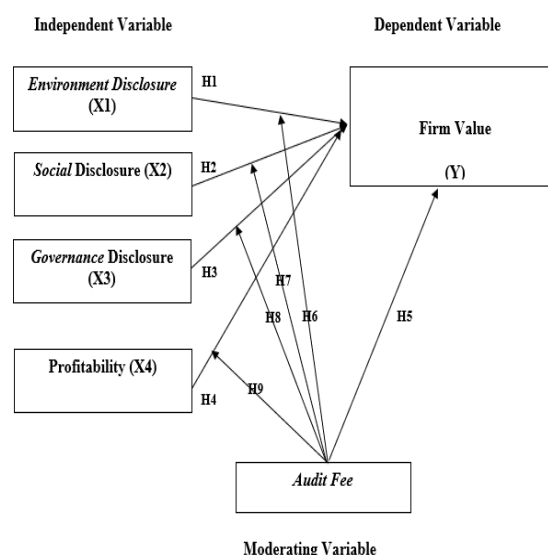 Independent Variable
Dependent Variable
Environment Disclosure
(X1)
H1
Firm Value
(Y)
Social Disclosure (X2)
H2
Governance Disclosure
(X3)
H3
H7
H8
H6
H5
Profitability (X4)
H4
H9
Audit Fee
Moderating Variable